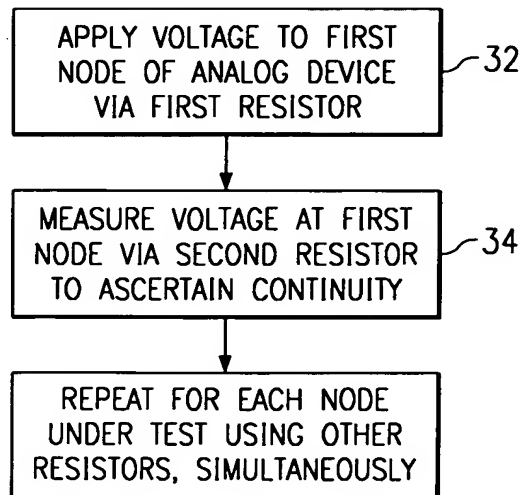 APPLY VOLTAGE TO FIRST
NODE OF ANALOG DEVICE
VIA FIRST RESISTOR
32
MEASURE VOLTAGE AT FIRST
NODE VIA SECOND RESISTOR
TO ASCERTAIN CONTINUITY
34
REPEAT FOR EACH NODE
UNDER TEST USING OTHER
RESISTORS, SIMULTANEOUSLY